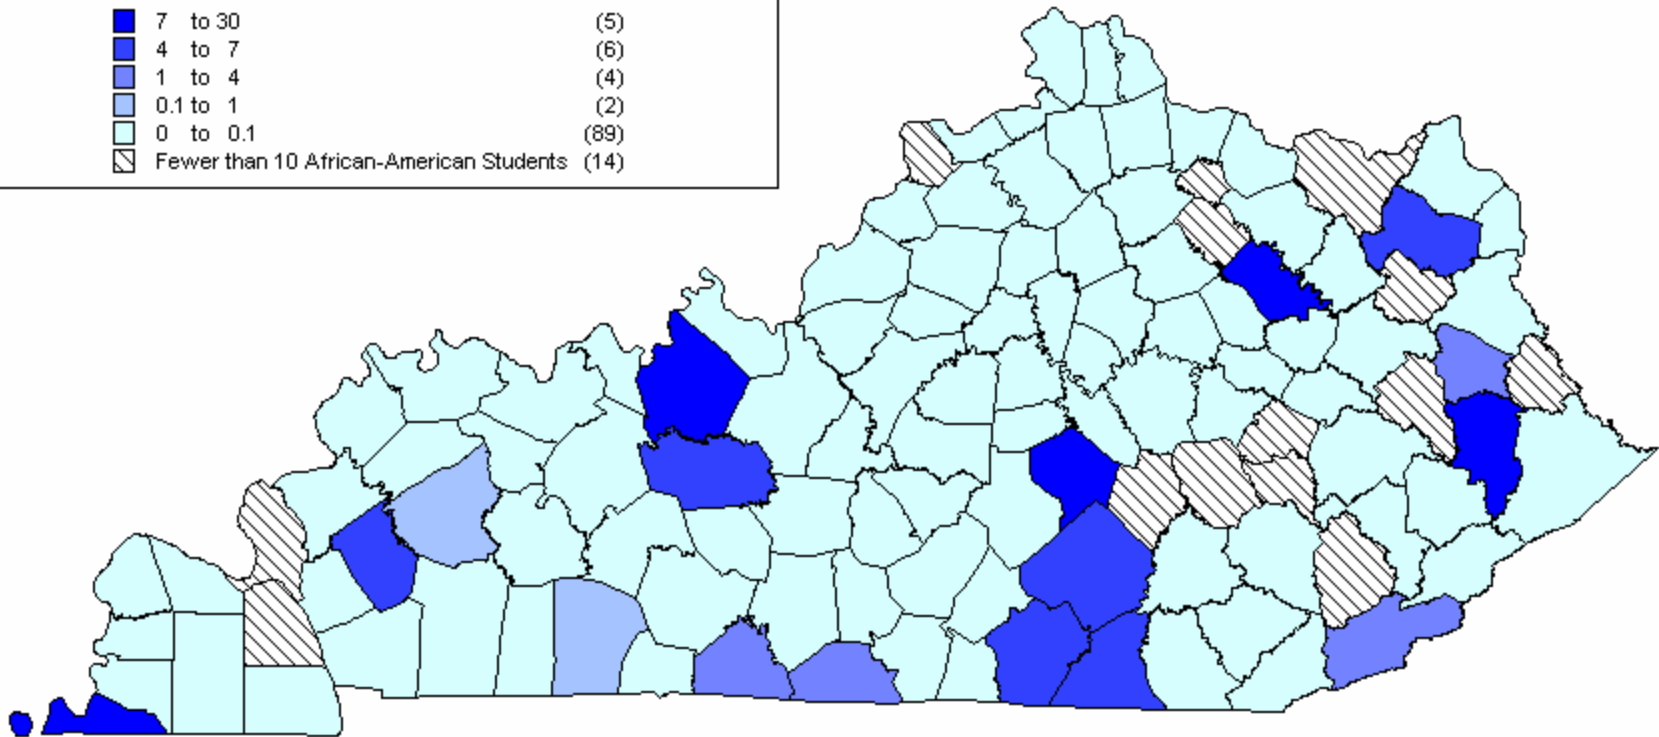 7 to 30 (5)
4 to 7 (6)
1 to 4 (4)
0.1 to 1 (2)
0 to 0.1 (89)
Fewer than 10 African-American Students (14)